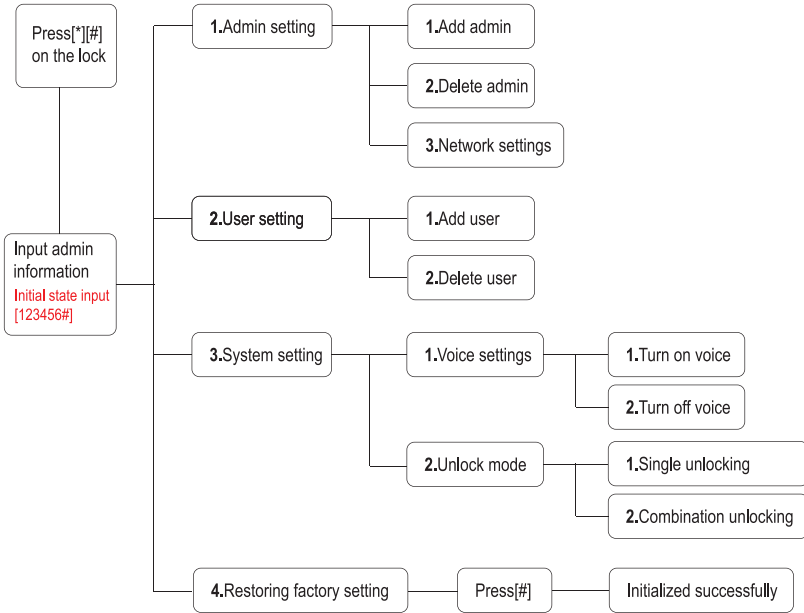 Press[*][#]
on the lock
Input admin
information
Initial state input
[123456#]
1.Admin setting
1.Add admin
2.Delete admin
3.Network settings
2.User setting
1.Add user
2.Delete user
3.System setting
1.Voice settings
1.Turn on voice
2.Turn off voice
2.Unlock mode
1.Single unlocking
2.Combination unlocking
4.Restoring factory setting
Press[#]
Initialized successfully